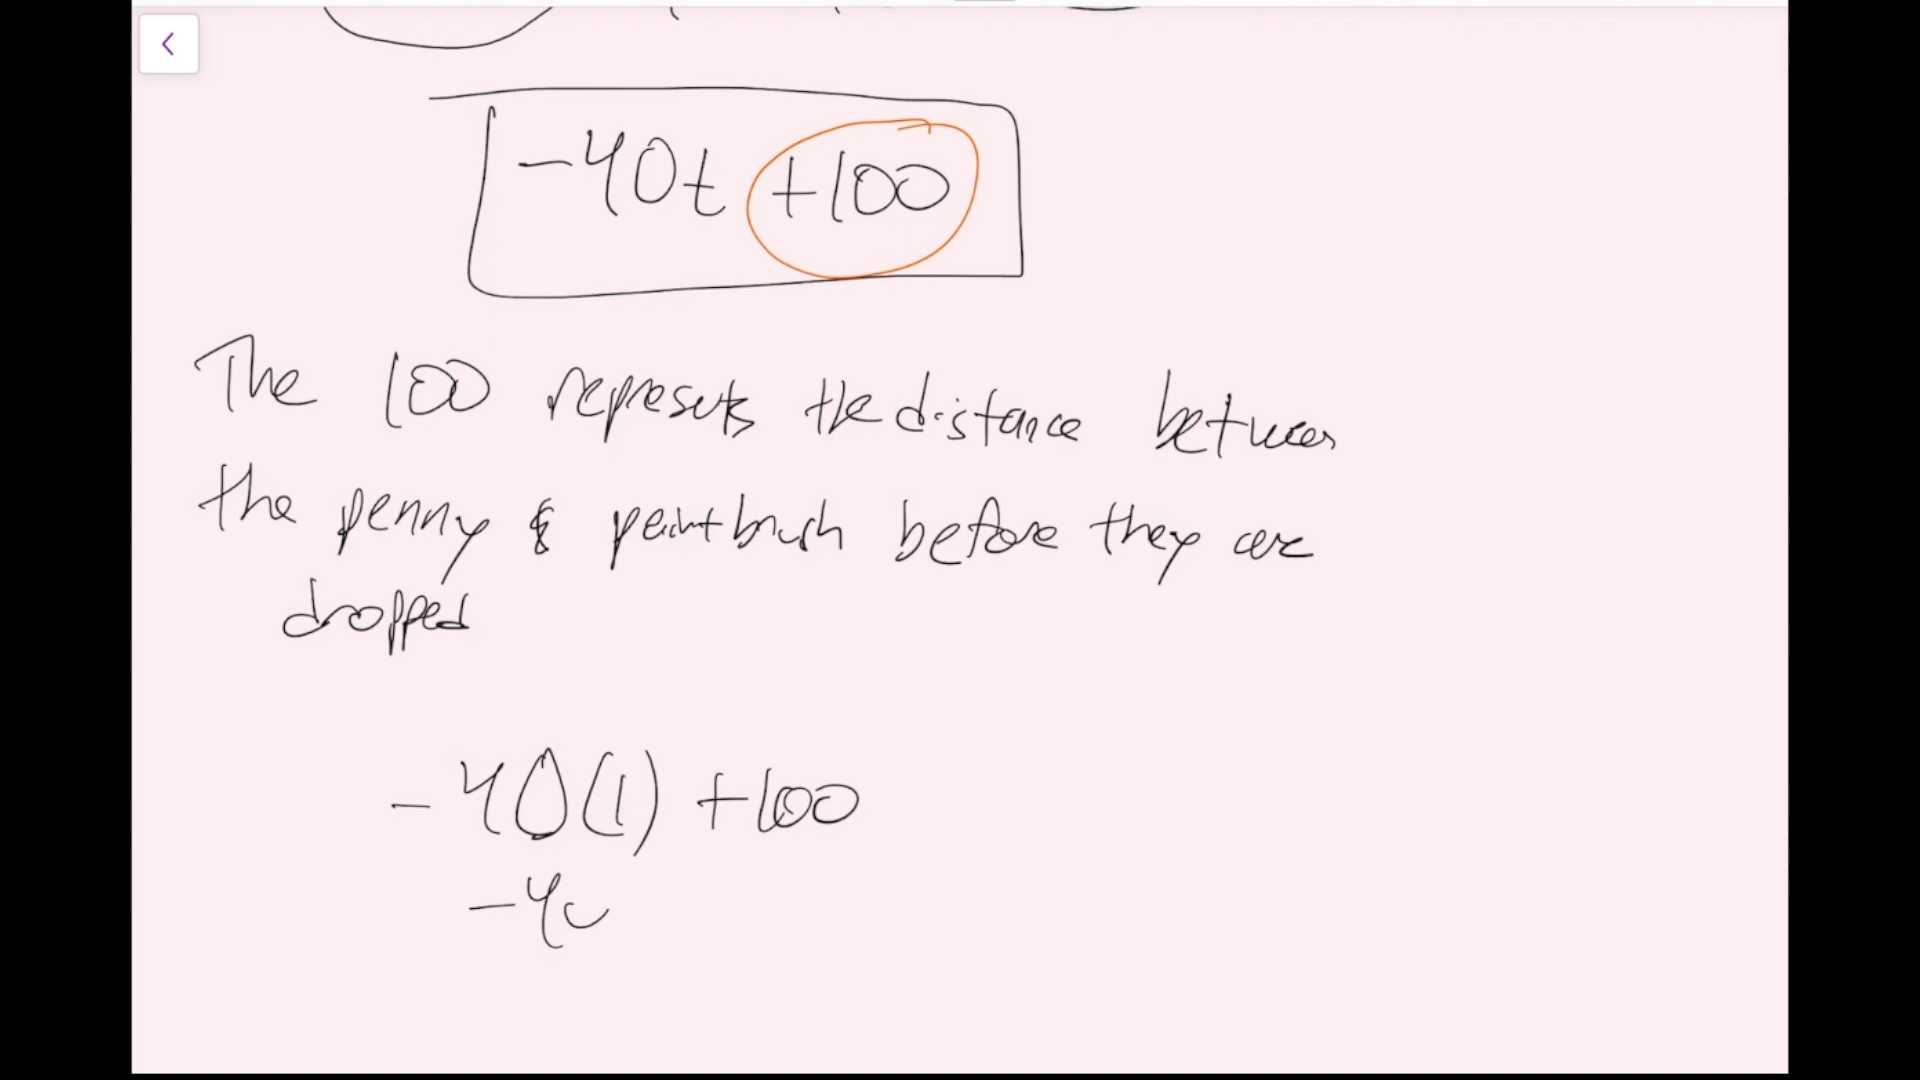 -40t +100
The 100 represents the distance between
the penny & paintbrush before they are
dropped
-40(1) +100
-40